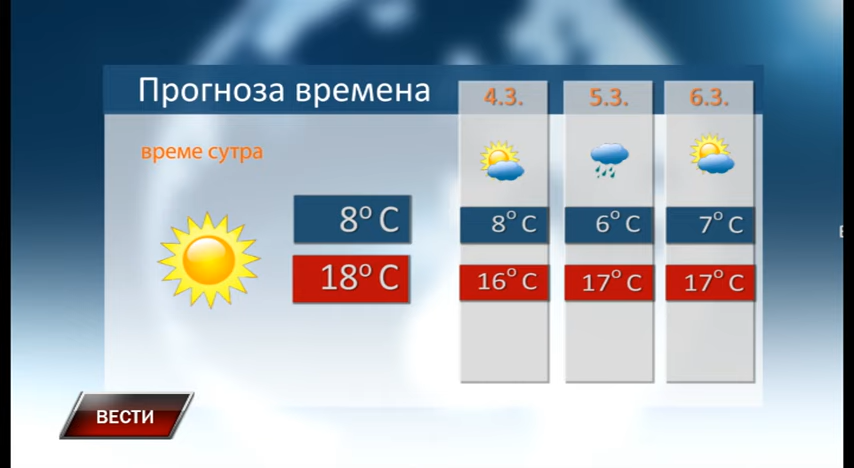 Прогноза времена
време сутра
8° C
18° C
4.3.
8° C
16° C
5.3.
6° C
17° C
6.3.
7° C
17° C
ВЕСТИ